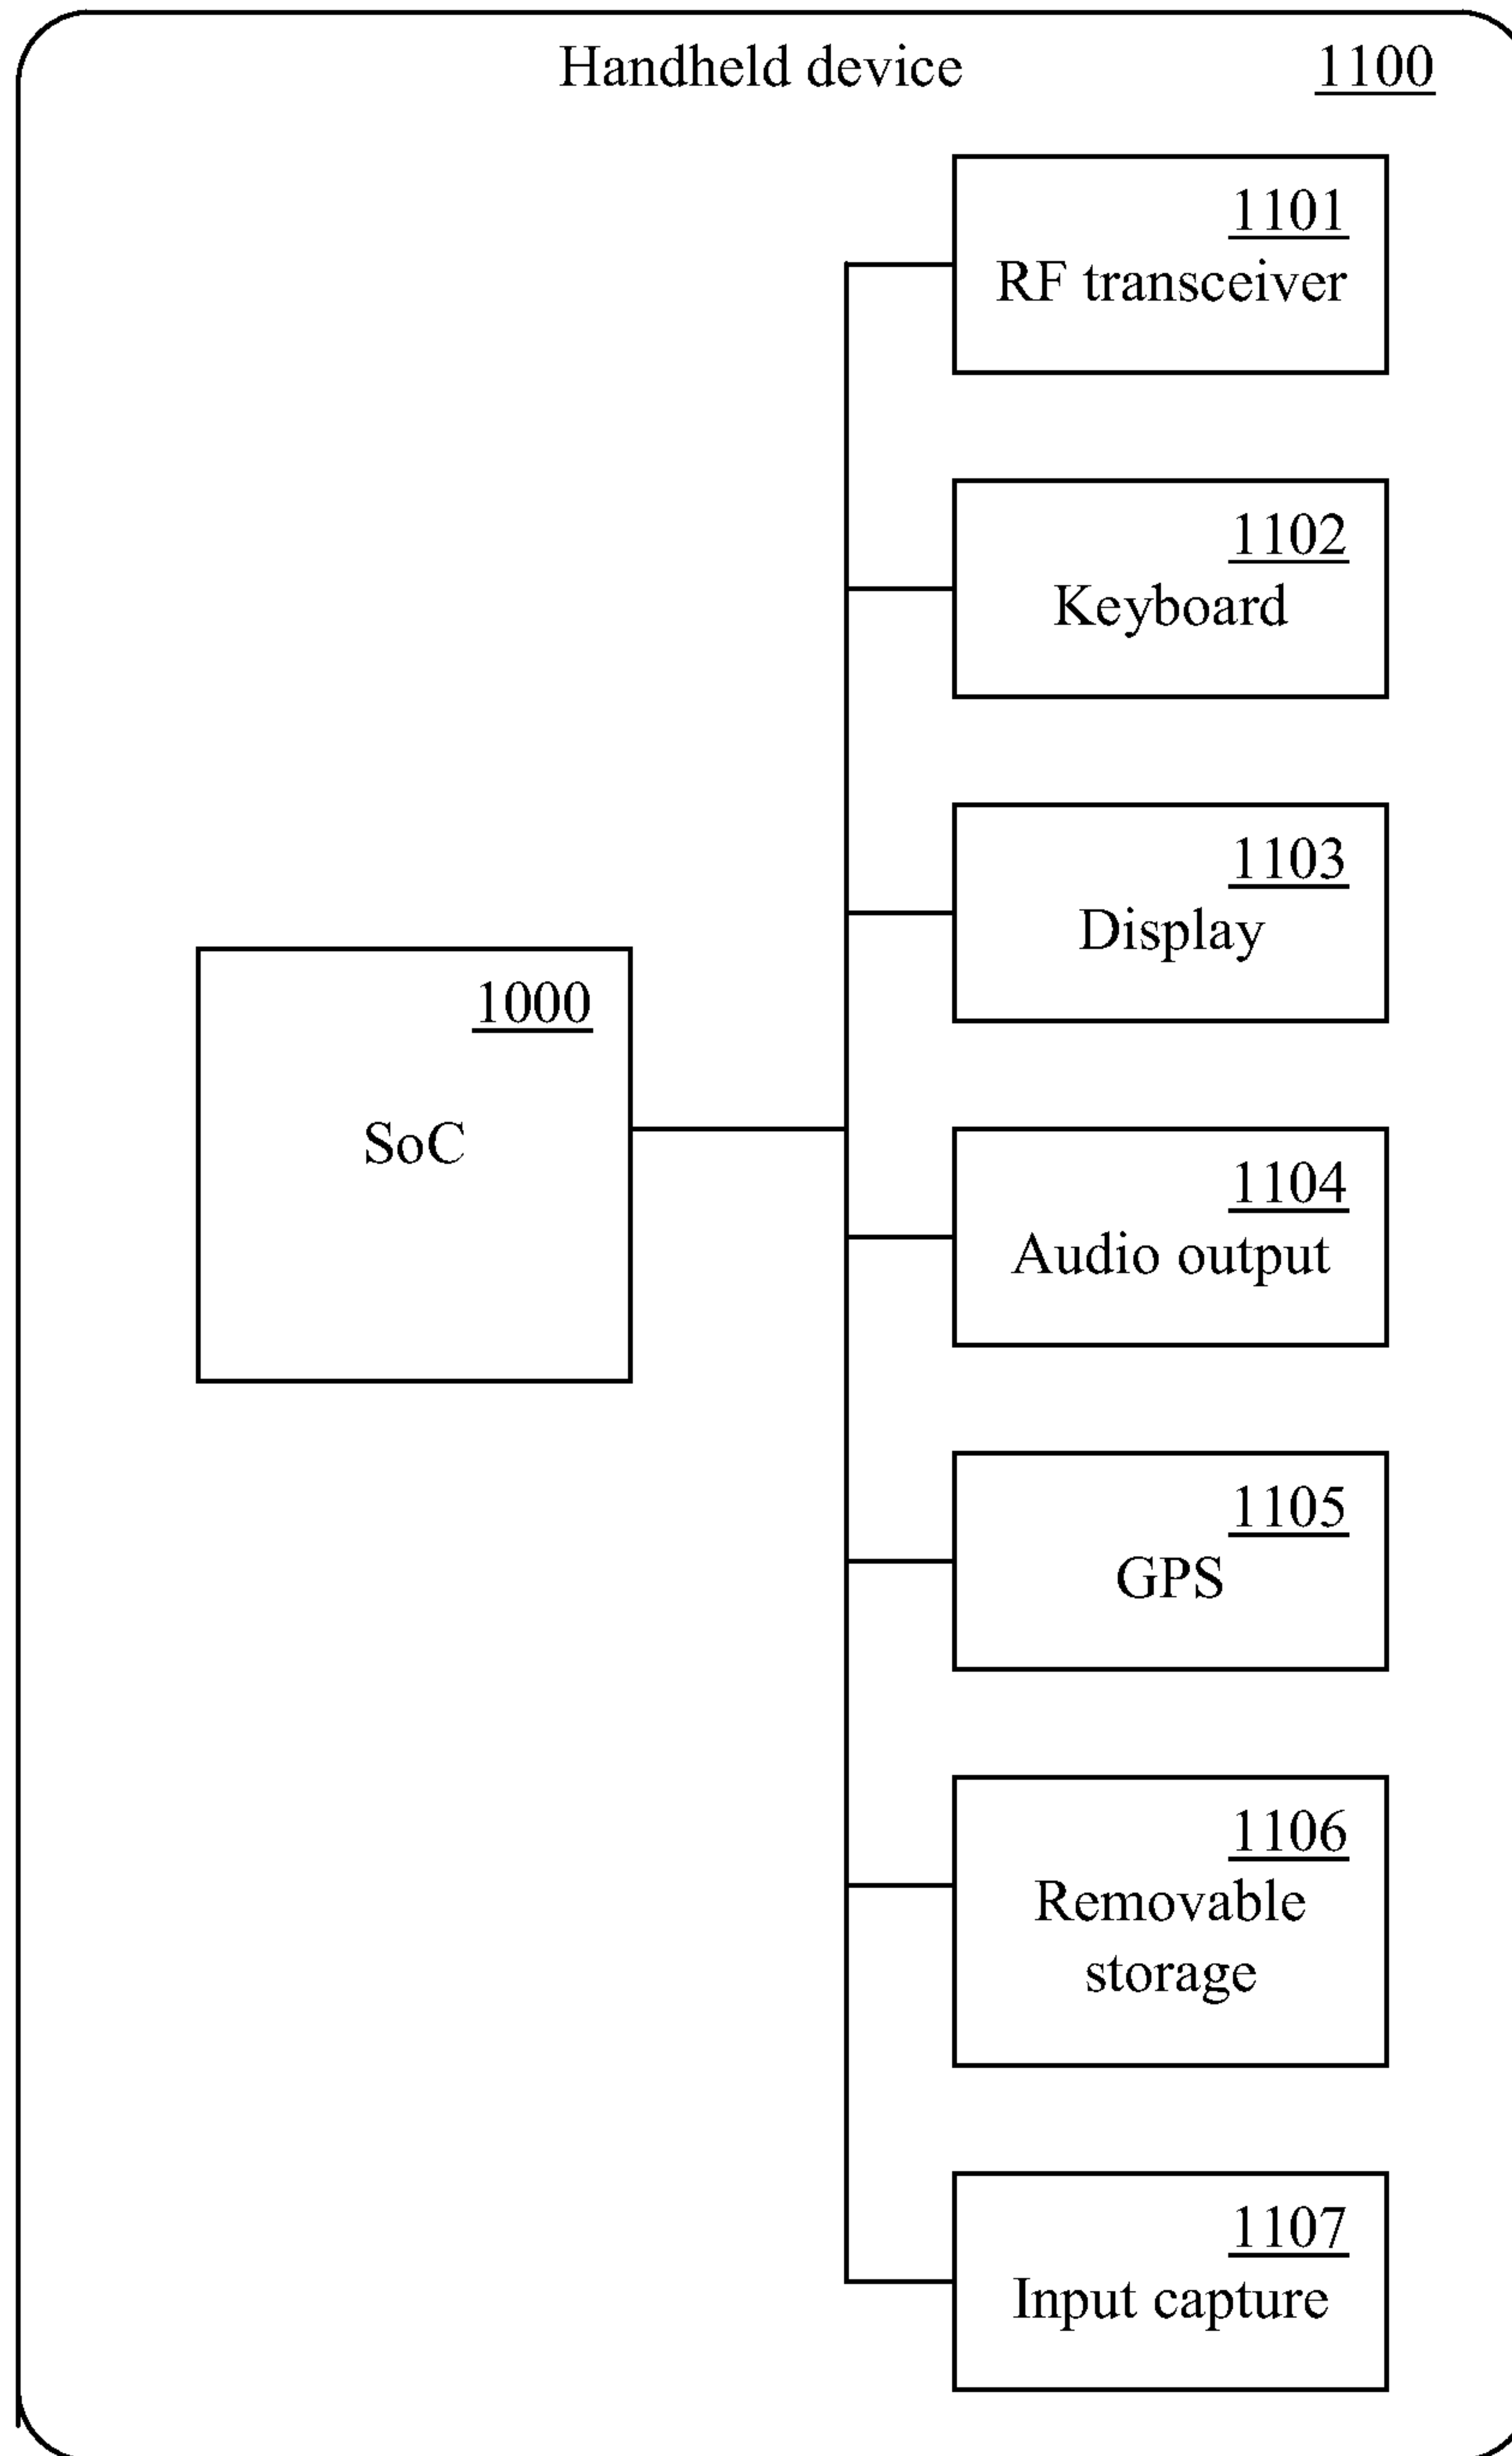 Handheld device 1100
1101
RF transceiver
1102
Keyboard
1103
Display
1000
SoC
1104
Audio output
1105
GPS
1106
Removable
storage
1107
Input capture